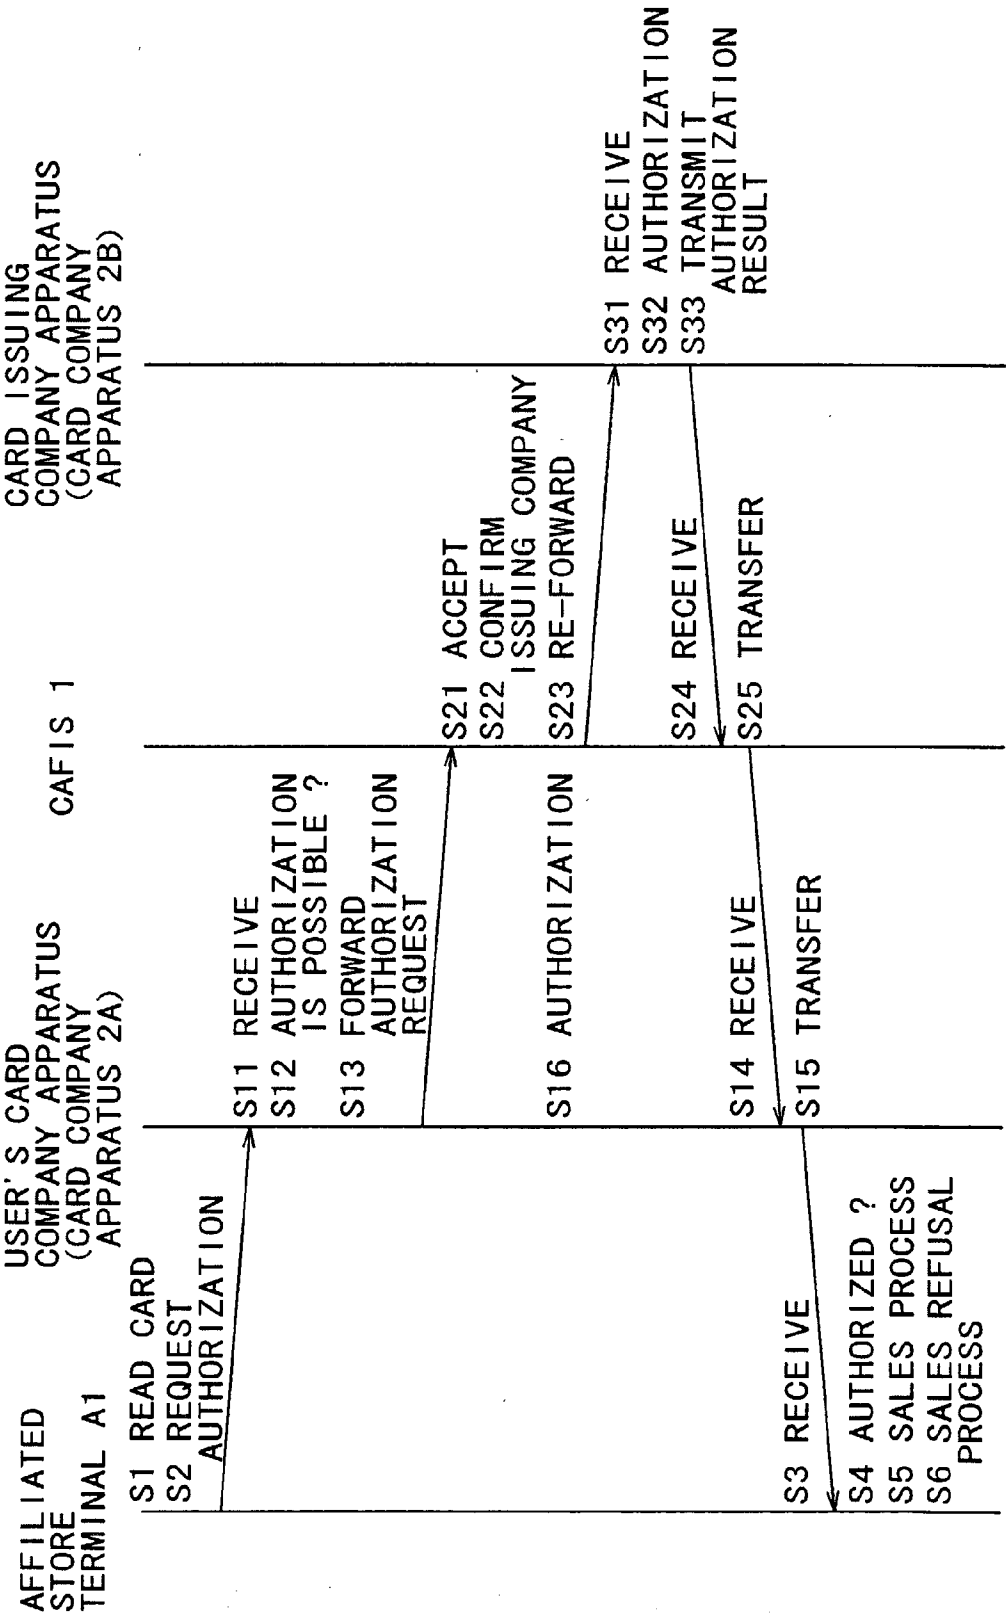 AFFILIATED
STORE
TERMINAL A1
USER'S CARD
COMPANY APPARATUS
(CARD COMPANY
APPARATUS 2A)
CAFIS 1
CARD ISSUING
COMPANY APPARATUS
(CARD COMPANY
APPARATUS 2B)
S1 READ CARD
S2 REQUEST
AUTHORIZATION
S11 RECEIVE
S12 AUTHORIZATION
IS POSSIBLE ?
S13 FORWARD
AUTHORIZATION
REQUEST
S21 ACCEPT
S22 CONFIRM
ISSUING COMPANY
S23 RE-FORWARD
S16 AUTHORIZATION
S31 RECEIVE
S32 AUTHORIZATION
S33 TRANSMIT
AUTHORIZATION
RESULT
S24 RECEIVE
S25 TRANSFER
S14 RECEIVE
S15 TRANSFER
S3 RECEIVE
S4 AUTHORIZED ?
S5 SALES PROCESS
S6 SALES REFUSAL
PROCESS